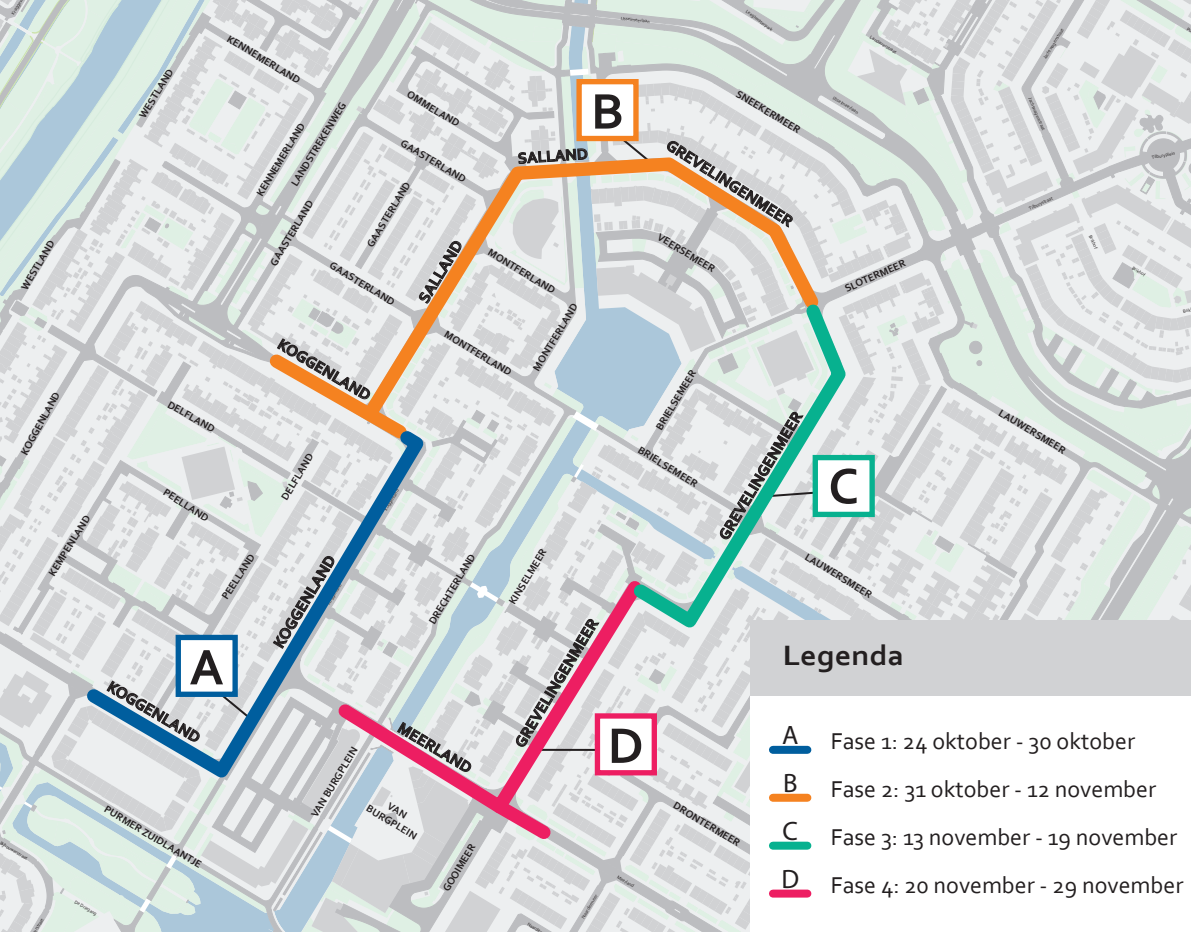 KENNEMERLAND
WESTLAND
OMMELAND
B
SNEEKERMEER
KENNEMERLAND
LANDSTREKENWEG
GAASTERLAND
SALLAND
GREVELINGENMEER
GAASTERLAND
GAASTERLAND
WESTLAND
SALLAND
MONTFERLAND
VEERSEMEER
SLOTERMEER
GAASTERLAND
MONTFERLAND
MONTFERLAND
KOGGENLAND
KOGGENLAND
DELFLAND
BRIELSEMEER
LAUWERSMEER
DELFLAND
PEELLAND
BRIELSEMEER
GREVELINGENMEER
C
KEMPENLAND
PEELLAND
KOGGENLAND
DRECHTERLAND
KINSELMEER
LAUWERSMEER
A
KOGGENLAND
GREVELINGENMEER
MEERLAND
D
VAN BURGPLEIN
VAN
BURGPLEIN
PURMER ZUIDLAANTJE
GOOIMEER
DRONTERMEER
Legenda
A Fase 1: 24 oktober - 30 oktober
B Fase 2: 31 oktober - 12 november
C Fase 3: 13 november - 19 november
D Fase 4: 20 november - 29 november